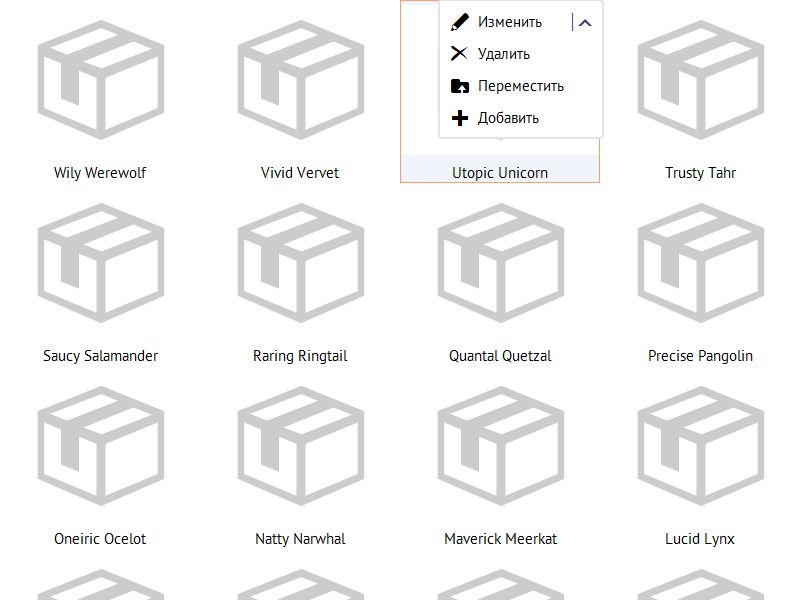 Изменить
Удалить
Переместить
Добавить
Wily Werewolf
Vivid Vervet
Utopic Unicorn
Trusty Tahr
Saucy Salamander
Raring Ringtail
Quantal Quetzal
Precise Pangolin
Oneiric Ocelot
Natty Narwhal
Maverick Meerkat
Lucid Lynx